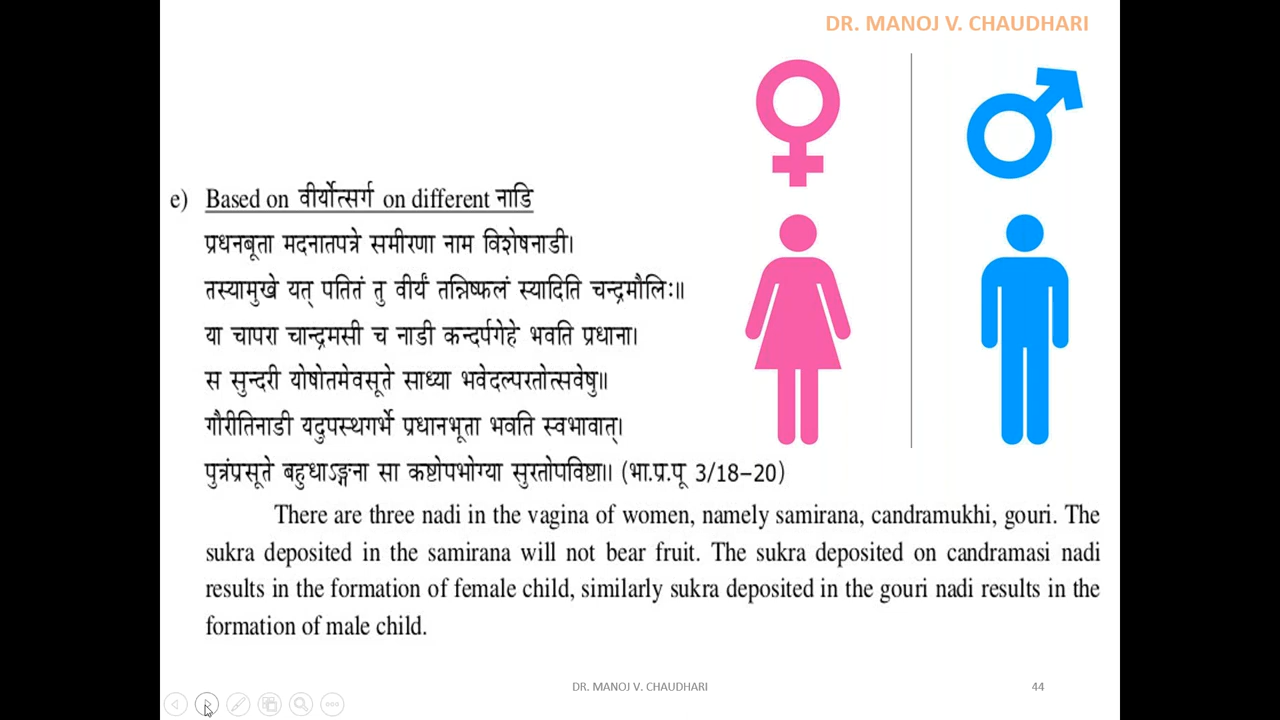 DR. MANOJ V. CHAUDHARI
e) Based on वीर्योत्सर्ग on different नाडि
प्रधनबूता मदनातपत्रे समीरणा नाम विशेषनाडी।
तस्यामुखे यत् पतितं तु वीर्यं तन्निष्फलं स्यादिति चन्द्रमौलिः॥
या चापरा चान्द्रमसी च नाडी कन्दर्पगेहे भवति प्रधाना।
स सुन्दरी योषोतमेवसूते साध्या भवेदल्परतोत्सवेषु॥
गौरीतिनाडी यदुपस्थगर्भे प्रधानभूता भवति स्वभावात्।
पुत्रंप्रसूते बहुधाऽङ्गना सा कष्टोपभोग्या सुरतोपविष्टा॥ (भा.प्र.पू 3/18-20)
There are three nadi in the vagina of women, namely samirana, candramukhi, gouri. The
sukra deposited in the samirana will not bear fruit. The sukra deposited on candramasi nadi
results in the formation of female child, similarly sukra deposited in the gouri nadi results in the
formation of male child.
DR. MANOJ V. CHAUDHARI 44